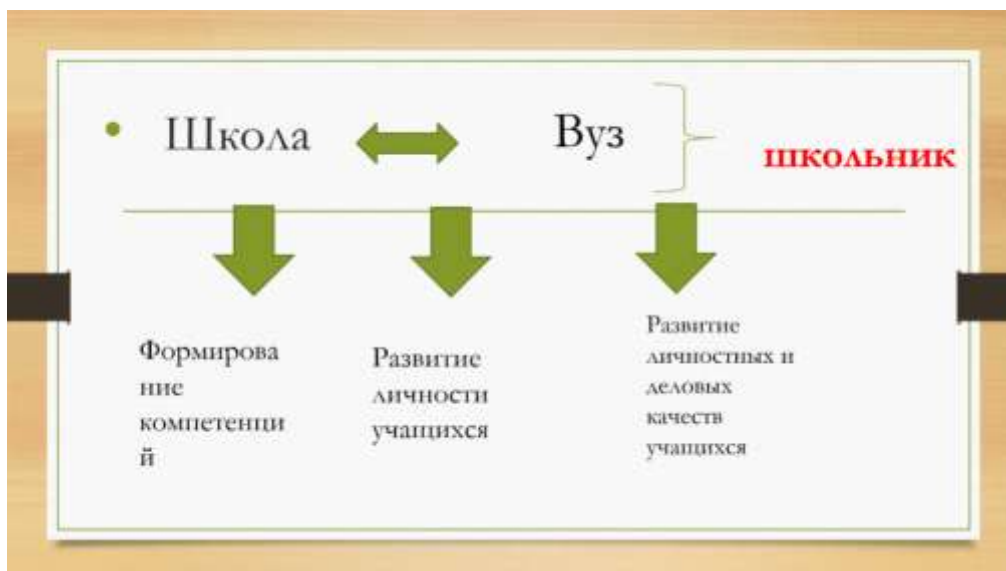 Школа
Вуз
школьник
Формирова
ние
компетенци
й
Развитие
личности
учащихся
Развитие
личностных и
деловых
качеств
учащихся